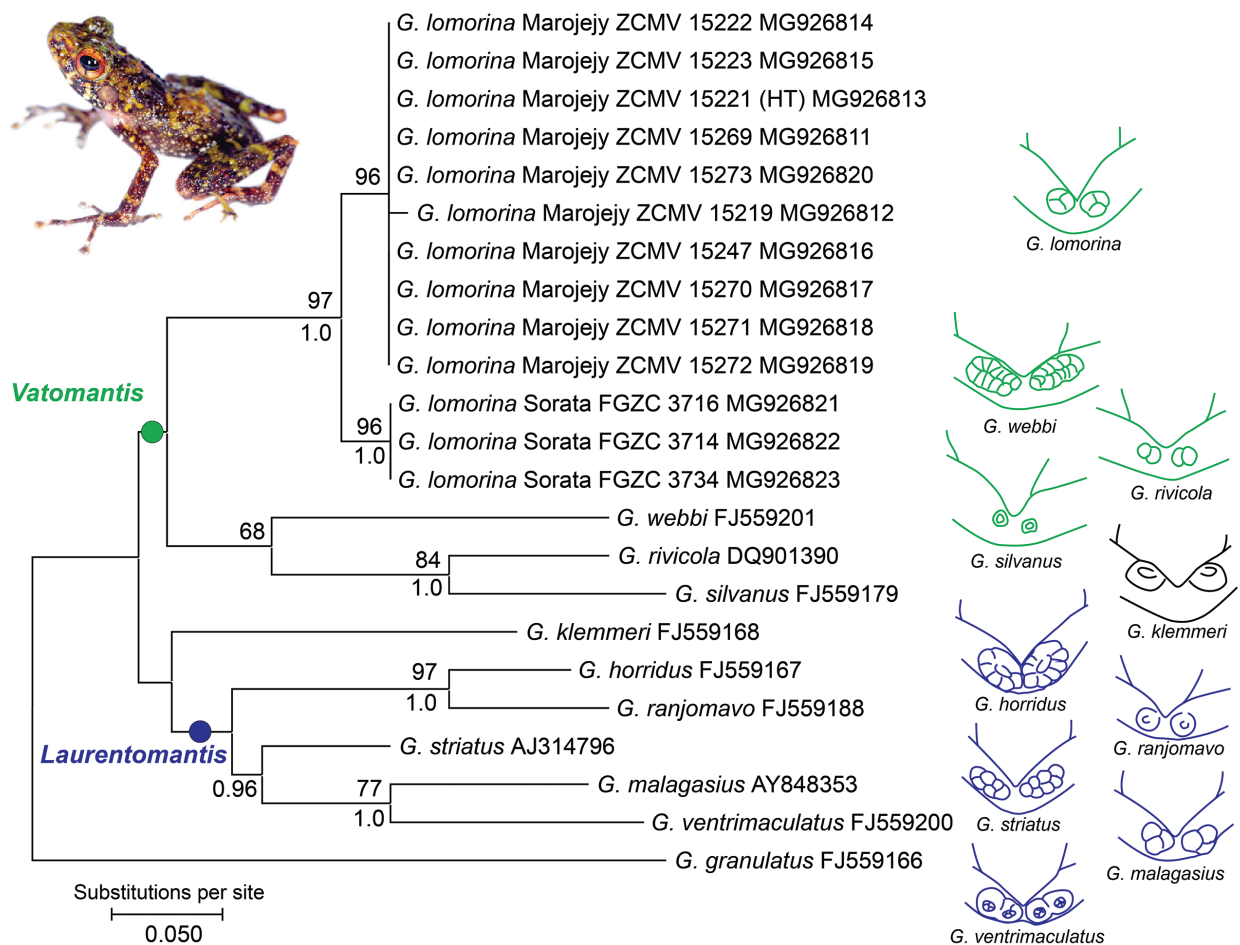 G. lomorina Marojejy ZCMV 15222 MG926814
G. lomorina Marojejy ZCMV 15223 MG926815
G. lomorina Marojejy ZCMV 15221 (HT) MG926813
G. lomorina Marojejy ZCMV 15269 MG926811
G. lomorina Marojejy ZCMV 15273 MG926820
96
G. lomorina Marojejy ZCMV 15219 MG926812
G. lomorina Marojejy ZCMV 15247 MG926816
G. lomorina Marojejy ZCMV 15270 MG926817
97
1.0
G. lomorina Marojejy ZCMV 15271 MG926818
G. lomorina Marojejy ZCMV 15272 MG926819
Vatomantis
G. lomorina Sorata FGZC 3716 MG926821
96
1.0
G. lomorina Sorata FGZC 3714 MG926822
G. lomorina Sorata FGZC 3734 MG926823
68
G. webbi FJ559201
84
1.0
G. rivicola DQ901390
G. silvanus FJ559179
G. klemmeri FJ559168
97
1.0
G. horridus FJ559167
G. ranjomavo FJ559188
Laurentomantis
G. striatus AJ314796
0.96
77
1.0
G. malagasius AY848353
G. ventrimaculatus FJ559200
G. granulatus FJ559166
Substitutions per site
0.050
G. lomorina
G. webbi
G. rivicola
G. silvanus
G. klemmeri
G. horridus
G. ranjomavo
G. striatus
G. malagasius
G. ventrimaculatus